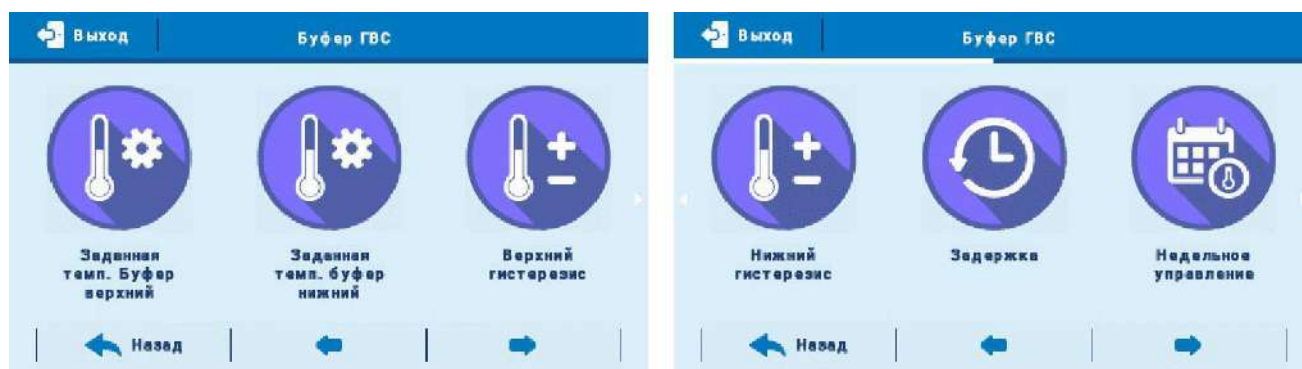 Выход
Буфер ГВС
Заданная
темп. Буфер
верхний
Заданная
темп. буфер
нижний
Верхний
гистерезис
Назад
Выход
Буфер ГВС
Нижний
гистерезис
Задержка
Недельное
управление
Назад